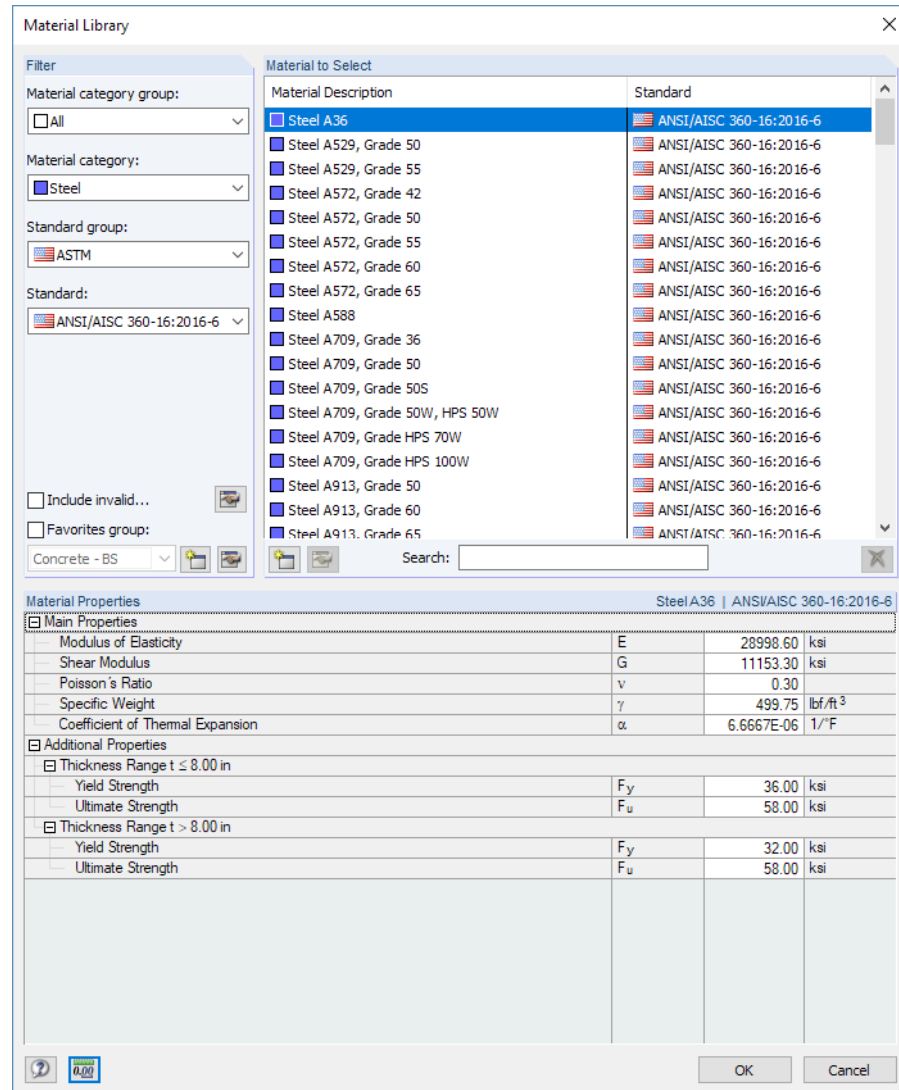 Material Library
Filter
Material category group:
All
Material category:
Steel
Standard group:
ASTM
Standard:
ANSI/AISC 360-16:2016-6
Include invalid...
Favorites group:
Concrete - BS
Material to Select
Material Description Standard
Steel A36 ANSI/AISC 360-16:2016-6
Steel A529, Grade 50 ANSI/AISC 360-16:2016-6
Steel A529, Grade 55 ANSI/AISC 360-16:2016-6
Steel A572, Grade 42 ANSI/AISC 360-16:2016-6
Steel A572, Grade 50 ANSI/AISC 360-16:2016-6
Steel A572, Grade 55 ANSI/AISC 360-16:2016-6
Steel A572, Grade 60 ANSI/AISC 360-16:2016-6
Steel A572, Grade 65 ANSI/AISC 360-16:2016-6
Steel A588 ANSI/AISC 360-16:2016-6
Steel A709, Grade 36 ANSI/AISC 360-16:2016-6
Steel A709, Grade 50 ANSI/AISC 360-16:2016-6
Steel A709, Grade 50S ANSI/AISC 360-16:2016-6
Steel A709, Grade 50W, HPS 50W ANSI/AISC 360-16:2016-6
Steel A709, Grade HPS 70W ANSI/AISC 360-16:2016-6
Steel A709, Grade HPS 100W ANSI/AISC 360-16:2016-6
Steel A913, Grade 50 ANSI/AISC 360-16:2016-6
Steel A913, Grade 60 ANSI/AISC 360-16:2016-6
Steel A913, Grade 65 ANSI/AISC 360-16:2016-6
Search:
Material Properties Steel A36 | ANSI/AISC 360-16:2016-6
Main Properties
Modulus of Elasticity E 28998.60 ksi
Shear Modulus G 11153.30 ksi
Poisson´s Ratio ν 0.30
Specific Weight γ 499.75 lbf/ft³
Coefficient of Thermal Expansion α 6.6667E-06 1/°F
Additional Properties
Thickness Range t ≤ 8.00 in
Yield Strength Fy 36.00 ksi
Ultimate Strength Fu 58.00 ksi
Thickness Range t > 8.00 in
Yield Strength Fy 32.00 ksi
Ultimate Strength Fu 58.00 ksi
0.00
OK Cancel